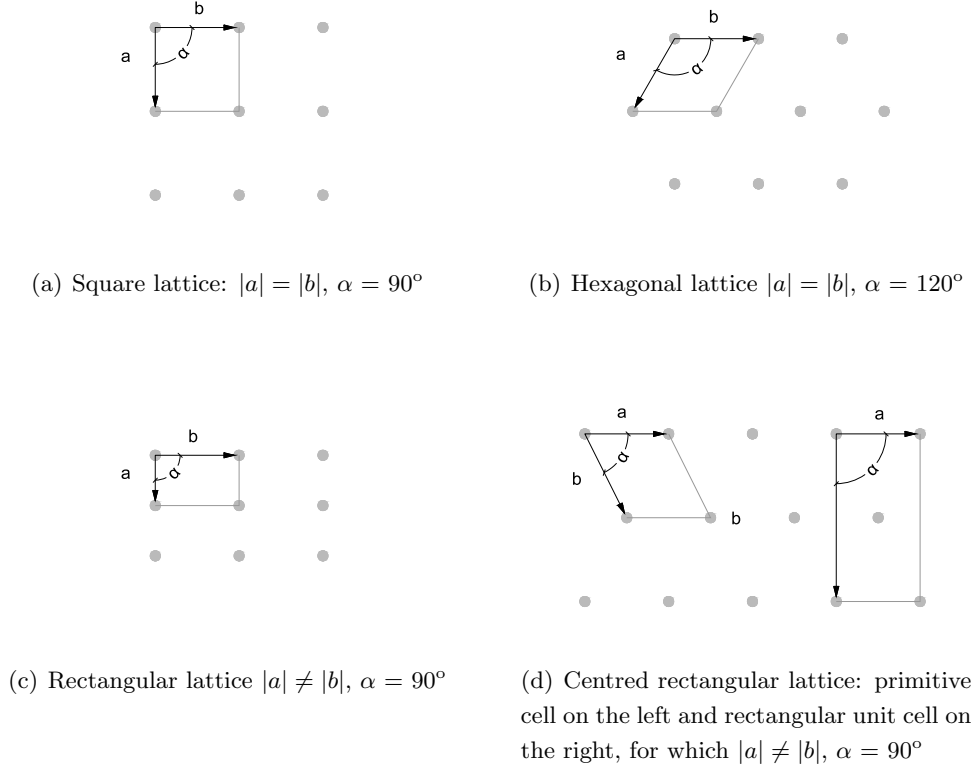 b
a
α
(a) Square lattice: |a| = |b|, α = 90°
b
a
α
(b) Hexagonal lattice |a| = |b|, α = 120°
b
a
α
(c) Rectangular lattice |a| ≠ |b|, α = 90°
a
α
b
a
α
b
(d) Centred rectangular lattice: primitive
cell on the left and rectangular unit cell on
the right, for which |a| ≠ |b|, α = 90°